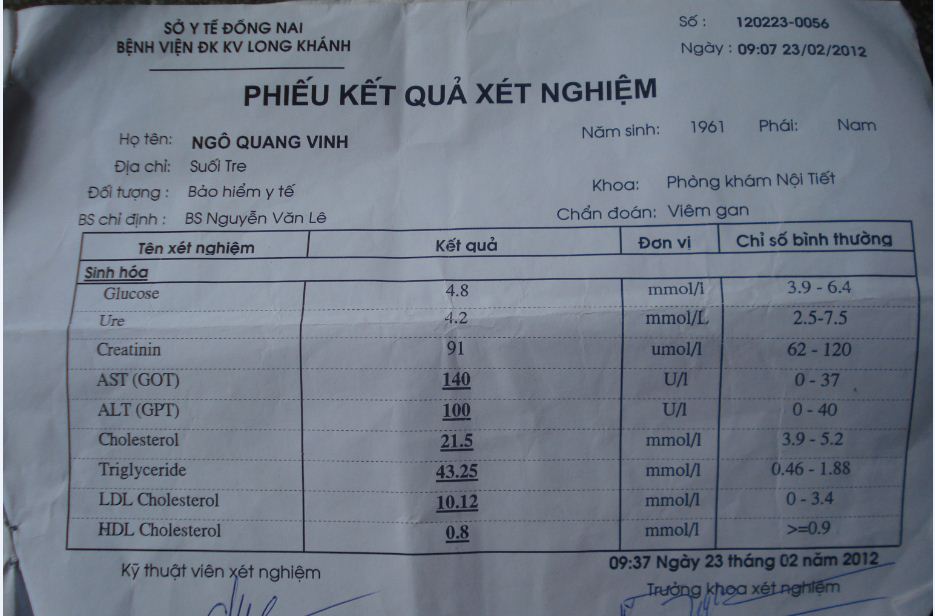 SỞ Y TẾ ĐỒNG NAI
BỆNH VIỆN ĐK KV LONG KHÁNH
Số : 120223-0056
Ngày : 09:07 23/02/2012
PHIẾU KẾT QUẢ XÉT NGHIỆM
Họ tên: NGÔ QUANG VINH
Năm sinh: 1961 Phái: Nam
Địa chỉ: Suối Tre
Đối tượng : Bảo hiểm y tế
Khoa: Phòng khám Nội Tiết
BS chỉ định : BS Nguyễn Văn Lê
Chẩn đoán: Viêm gan
Tên xét nghiệm Kết quả Đơn vị Chỉ số bình thường
Sinh hóa
Glucose 4.8 mmol/l 3.9 - 6.4
Ure 4.2 mmol/L 2.5-7.5
Creatinin 91 umol/l 62 - 120
AST (GOT) 140 U/l 0 - 37
ALT (GPT) 100 U/l 0 - 40
Cholesterol 21.5 mmol/l 3.9 - 5.2
Triglyceride 43.25 mmol/l 0.46 - 1.88
LDL Cholesterol 10.12 mmol/l 0 - 3.4
HDL Cholesterol 0.8 mmol/l >=0.9
09:37 Ngày 23 tháng 02 năm 2012
Kỹ thuật viên xét nghiệm Trưởng khoa xét nghiệm